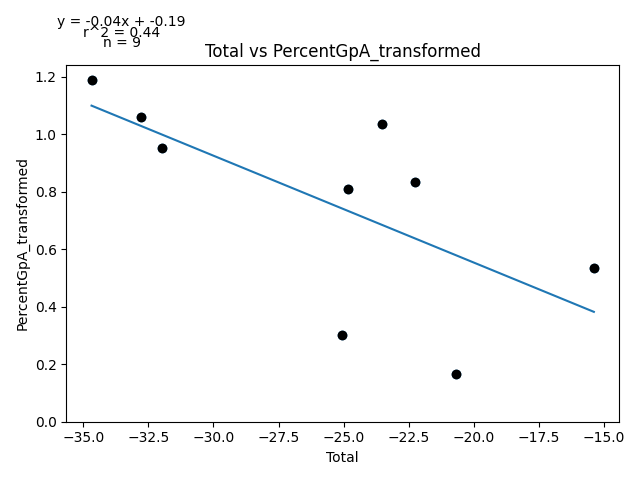 y = -0.04x + -0.19
r^2 = 0.44
n = 9
Total vs PercentGpA_transformed
1.2
1.0
0.8
0.6
0.4
0.2
0.0
PercentGpA_transformed
−35.0 −32.5 −30.0 −27.5 −25.0 −22.5 −20.0 −17.5 −15.0
Total